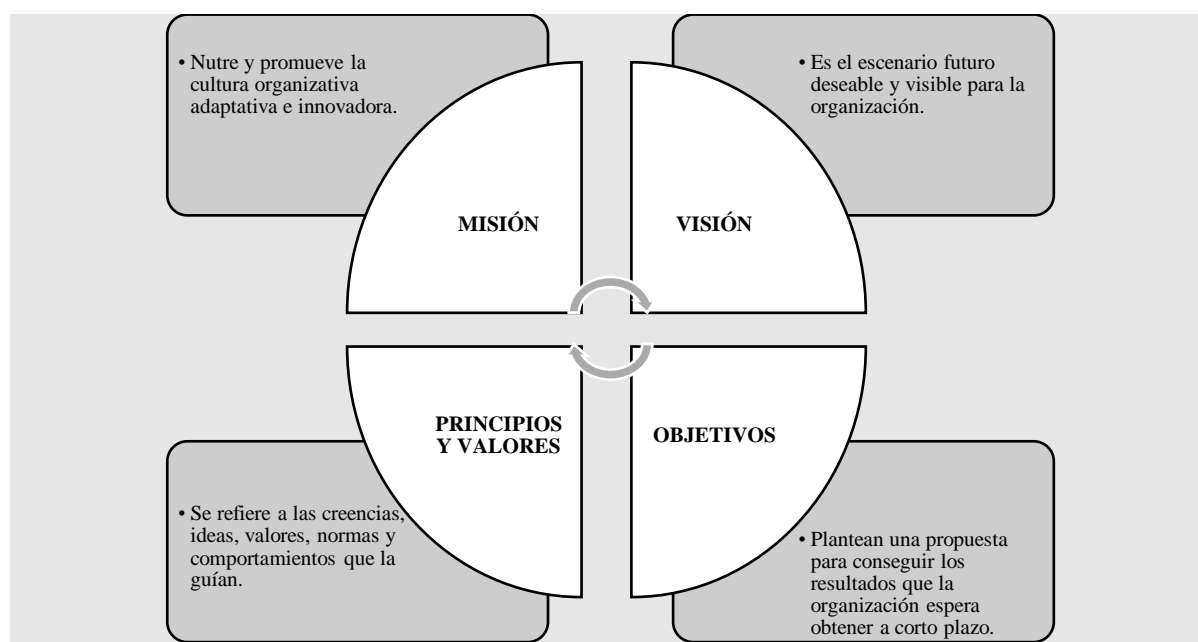 • Nutre y promueve la
cultura organizativa
adaptativa e innovadora.
MISIÓN
• Es el escenario futuro
deseable y visible para la
organización.
VISIÓN
PRINCIPIOS
Y VALORES
• Se refiere a las creencias,
ideas, valores, normas y
comportamientos que la
guían.
OBJETIVOS
• Plantean una propuesta
para conseguir los
resultados que la
organización espera
obtener a corto plazo.